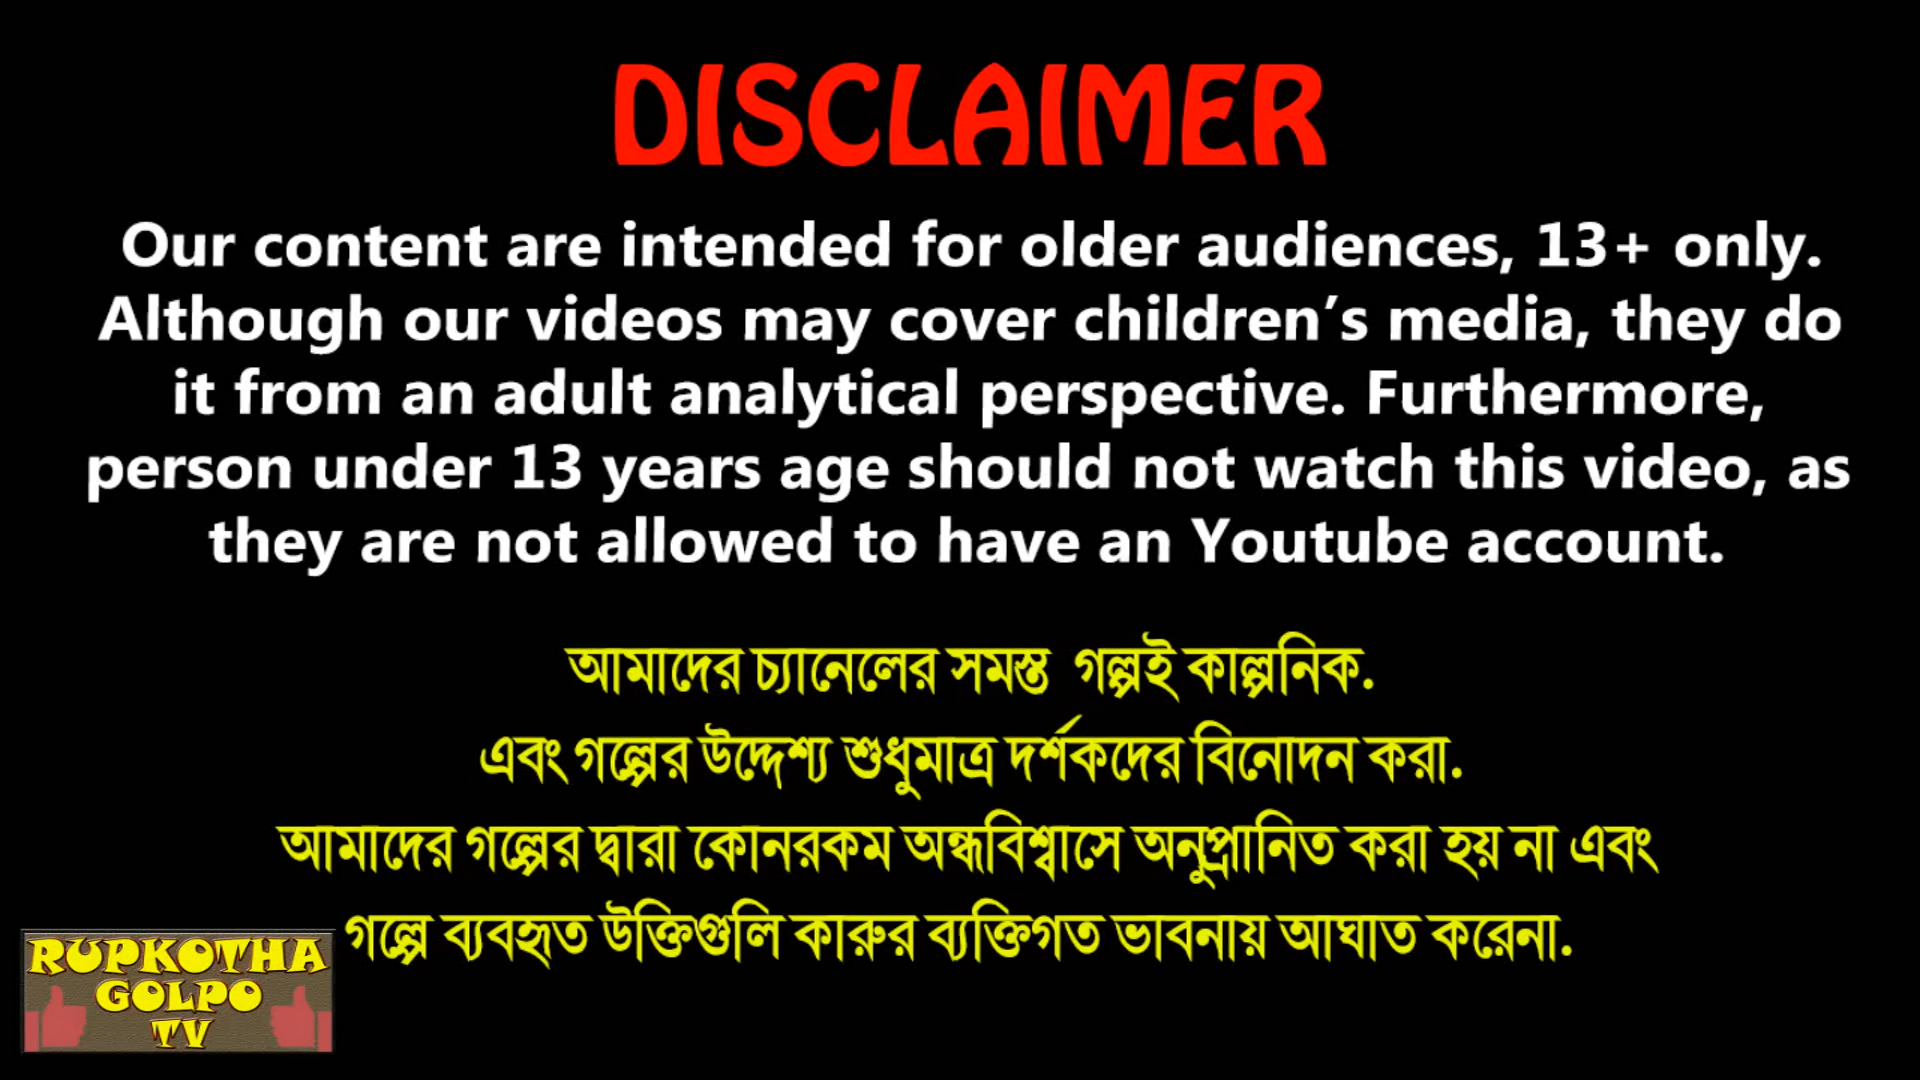 DISCLAIMER
Our content are intended for older audiences, 13+ only.
Although our videos may cover children’s media, they do
it from an adult analytical perspective. Furthermore,
person under 13 years age should not watch this video, as
they are not allowed to have an Youtube account.
আমাদের চ্যানেলের সমস্ত গল্পই কাল্পনিক.
এবং গল্পের উদ্দেশ্য শুধুমাত্র দর্শকদের বিনোদন করা.
আমাদের গল্পের দ্বারা কোনরকম অন্ধবিশ্বাসে অনুপ্রানিত করা হয় না এবং
গল্পে ব্যবহৃত উক্তিগুলি কারুর ব্যক্তিগত ভাবনায় আঘাত করেনা.
RUPKOTHA
GOLPO
TV